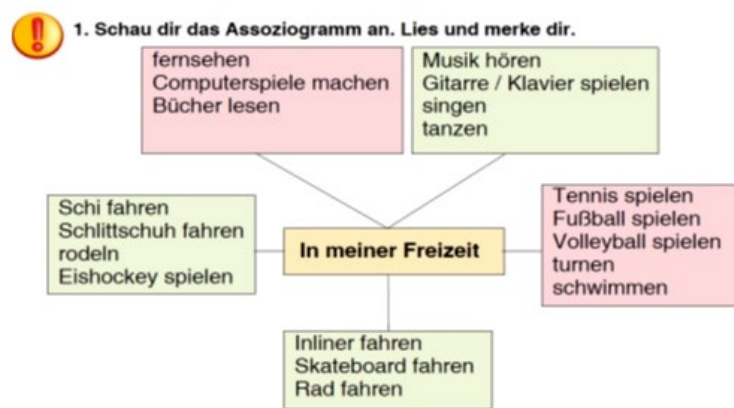 1. Schau dir das Assoziogramm an. Lies und merke dir.
fernsehen
Computerspiele machen
Bücher lesen
Musik hören
Gitarre / Klavier spielen
singen
tanzen
Schi fahren
Schlittschuh fahren
rodeln
Eishockey spielen
In meiner Freizeit
Tennis spielen
Fußball spielen
Volleyball spielen
turnen
schwimmen
Inliner fahren
Skateboard fahren
Rad fahren